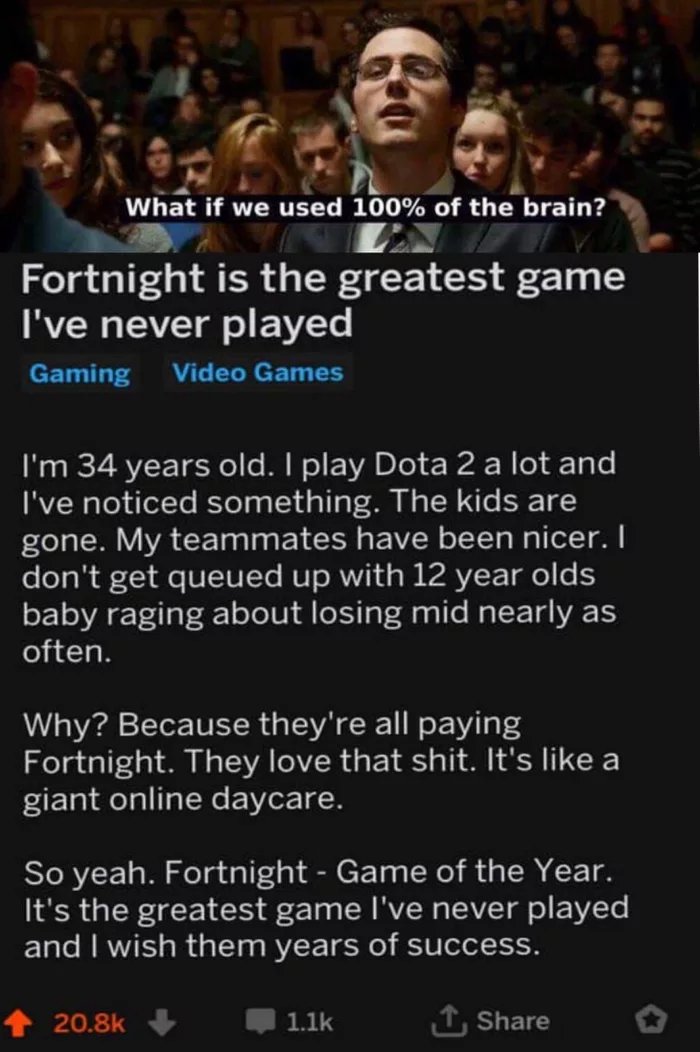 What if we used 100% of the brain?
Fortnight is the greatest game
I've never played
Gaming Video Games
I'm 34 years old. I play Dota 2 a lot and
I've noticed something. The kids are
gone. My teammates have been nicer. I
don't get queued up with 12 year olds
baby raging about losing mid nearly as
often.
Why? Because they're all paying
Fortnight. They love that shit. It's like a
giant online daycare.
So yeah. Fortnight - Game of the Year.
It's the greatest game I've never played
and I wish them years of success.
20.8k 1.1k Share